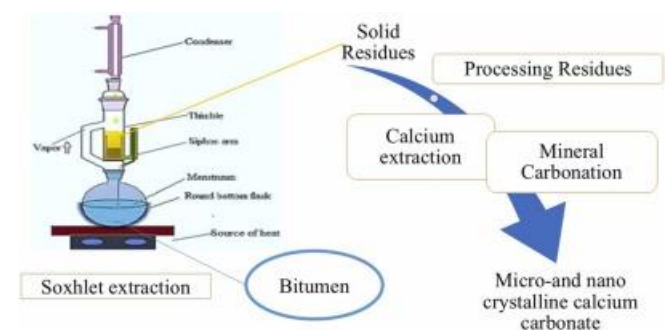 Condenser
Thimble
Siphon area
Vapor
Menstruum
Round bottom flask
Source of heat
Soxhlet extraction
Bitumen
Solid
Residues
Processing Residues
Calcium
extraction
Mineral
Carbonation
Micro-and nano
crystalline calcium
carbonate